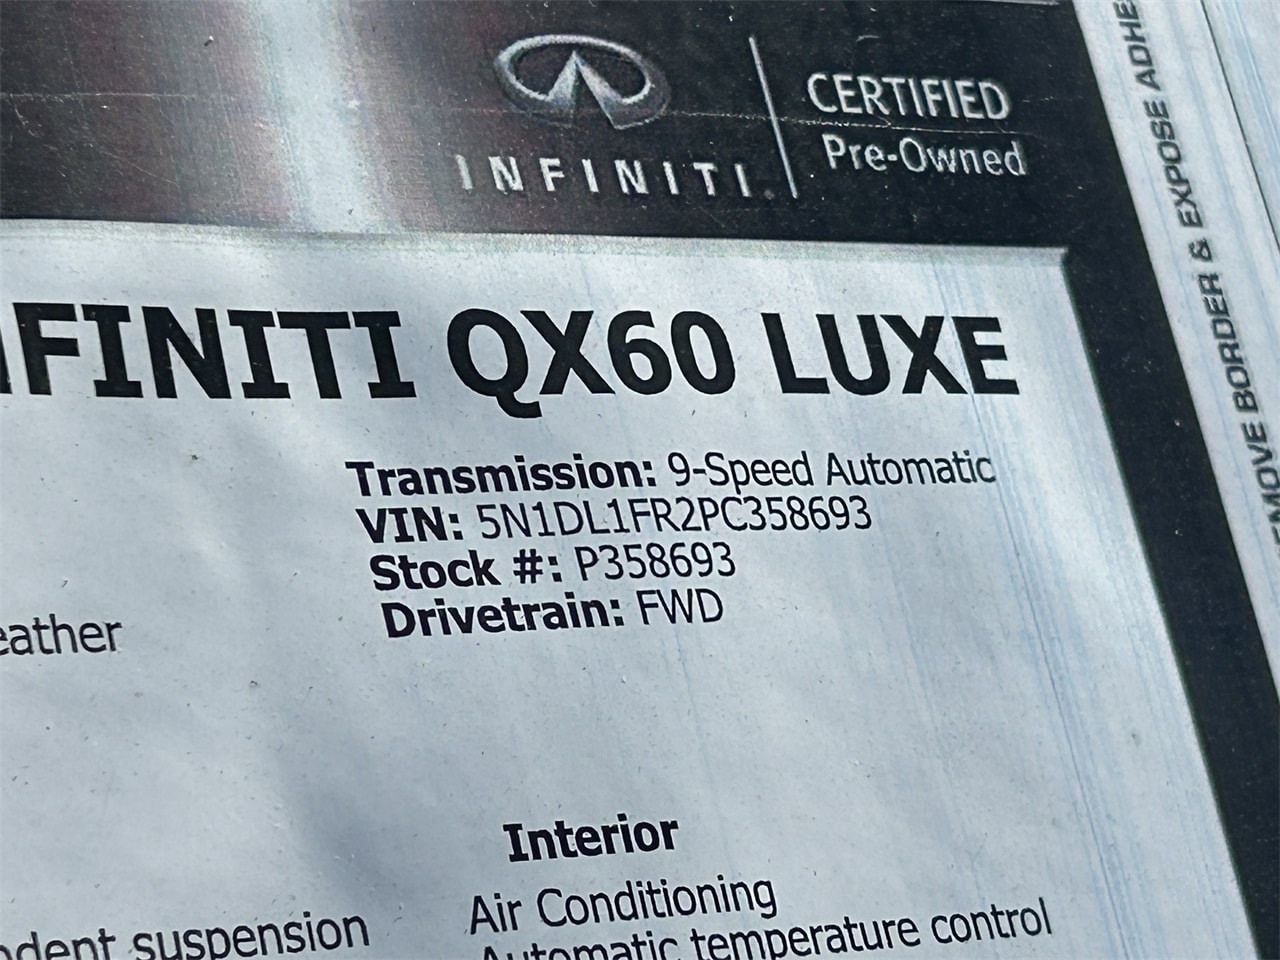 INFINITI.
CERTIFIED
Pre-Owned
FINITI QX60 LUXE
Transmission: 9-Speed Automatic
VIN: 5N1DL1FR2PC358693
Stock #: P358693
Drivetrain: FWD
eather
Interior
Air Conditioning
ndent suspension
Automatic temperature control
EMOVE BORDER & EXPOSE ADHE